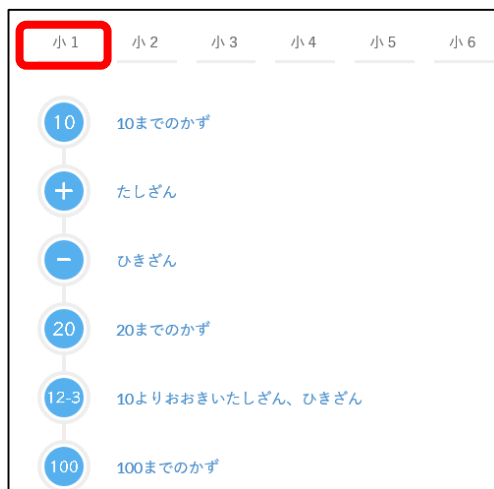 小1 小2 小3 小4 小5 小6
10 10までのかず
+ たしざん
− ひきざん
20 20までのかず
12-3 10よりおおきいたしざん、ひきざん
100 100までのかず